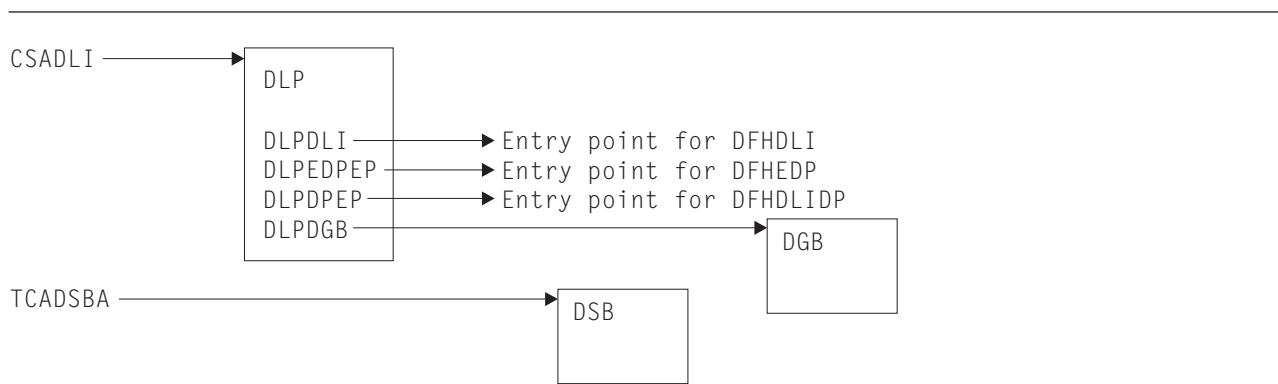 CSADLI
DLP
DLPDLI Entry point for DFHDLI
DLPEDPEP Entry point for DFHEDP
DLPDPEP Entry point for DFHDLIDP
DLPDGB
DGB
TCADSBA
DSB